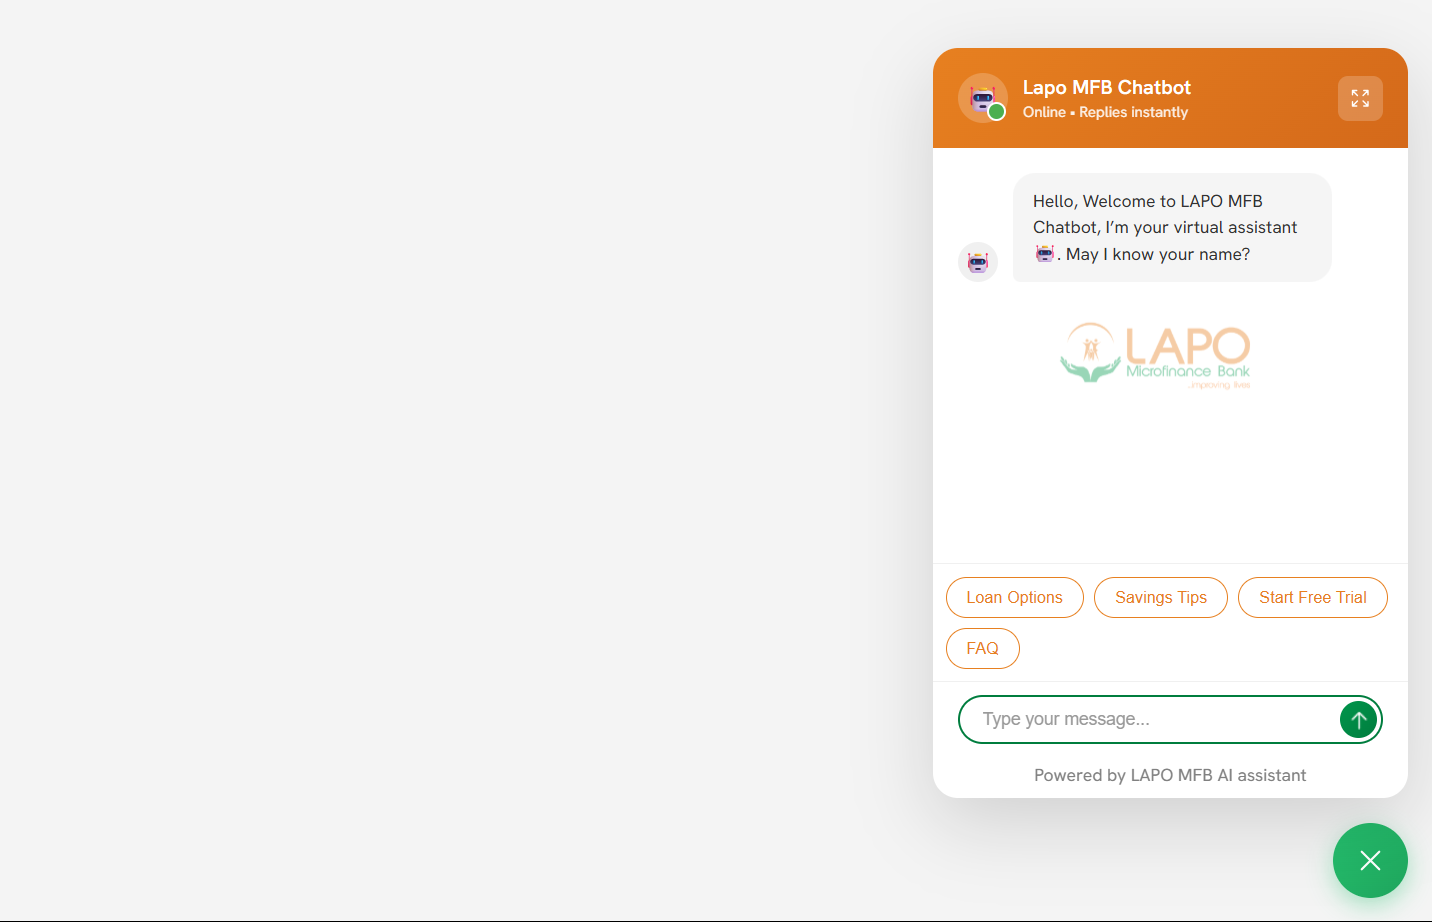 Lapo MFB Chatbot
Online • Replies instantly
Hello, Welcome to LAPO MFB
Chatbot, I’m your virtual assistant
🤖. May I know your name?
LAPO
Microfinance Bank
...improving lives
Loan Options
Savings Tips
Start Free Trial
FAQ
Type your message...
Powered by LAPO MFB AI assistant